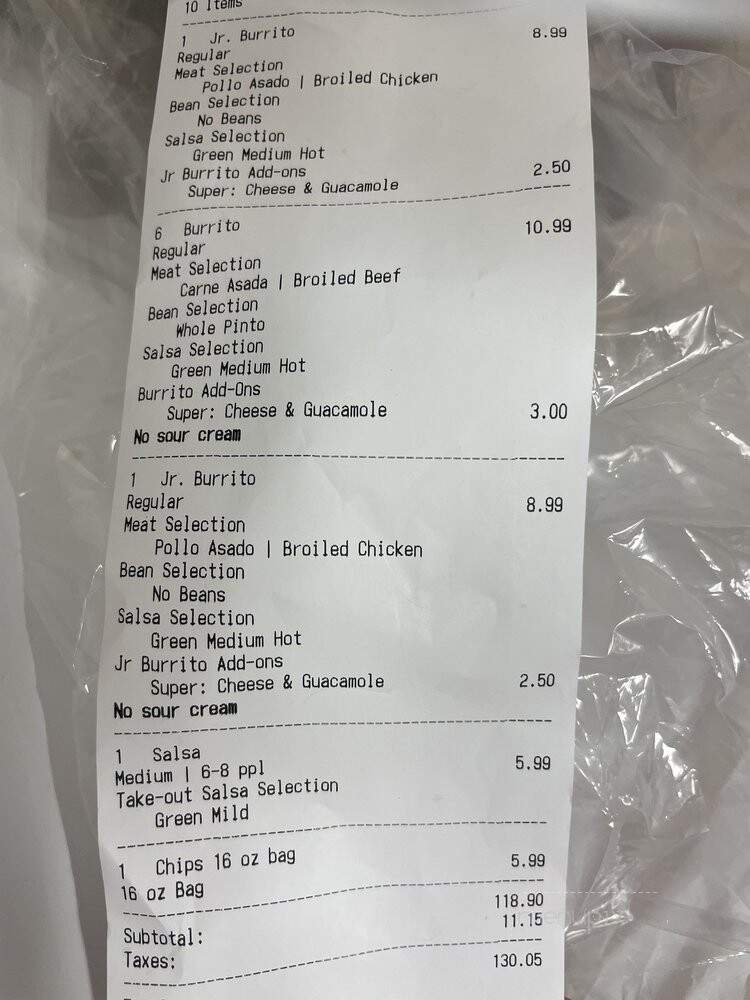 10 Items
1 Jr. Burrito 8.99
Regular
Meat Selection
Pollo Asado | Broiled Chicken
Bean Selection
No Beans
Salsa Selection
Green Medium Hot
Jr Burrito Add-ons 2.50
Super: Cheese & Guacamole
6 Burrito 10.99
Regular
Meat Selection
Carne Asada | Broiled Beef
Bean Selection
Whole Pinto
Salsa Selection
Green Medium Hot
Burrito Add-Ons
Super: Cheese & Guacamole 3.00
No sour cream
1 Jr. Burrito
Regular 8.99
Meat Selection
Pollo Asado | Broiled Chicken
Bean Selection
No Beans
Salsa Selection
Green Medium Hot
Jr Burrito Add-ons
Super: Cheese & Guacamole 2.50
No sour cream
1 Salsa 5.99
Medium | 6-8 ppl
Take-out Salsa Selection
Green Mild
1 Chips 16 oz bag 5.99
16 oz Bag
118.90
Subtotal: 11.15
Taxes: 130.05